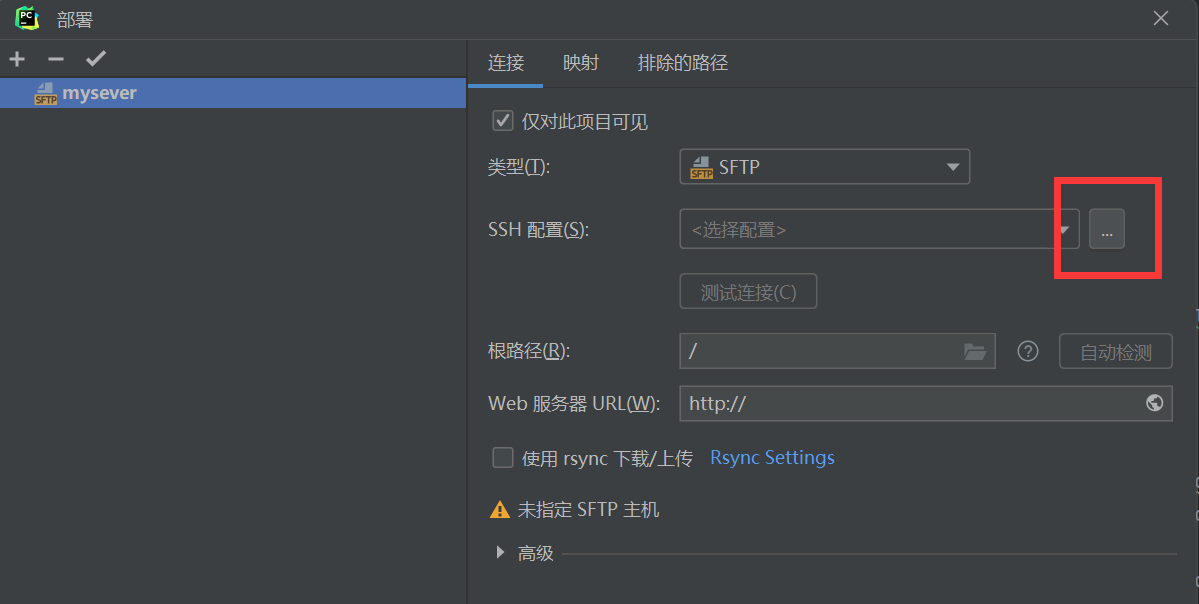 PC 部署
连接 映射 排除的路径
SFTP mysever
仅对此项目可见
类型(T): SFTP SFTP
SSH 配置(S): <选择配置> ...
测试连接(C)
根路径(R): / ? 自动检测
Web 服务器 URL(W): http://
使用 rsync 下载/上传 Rsync Settings
未指定 SFTP 主机
高级